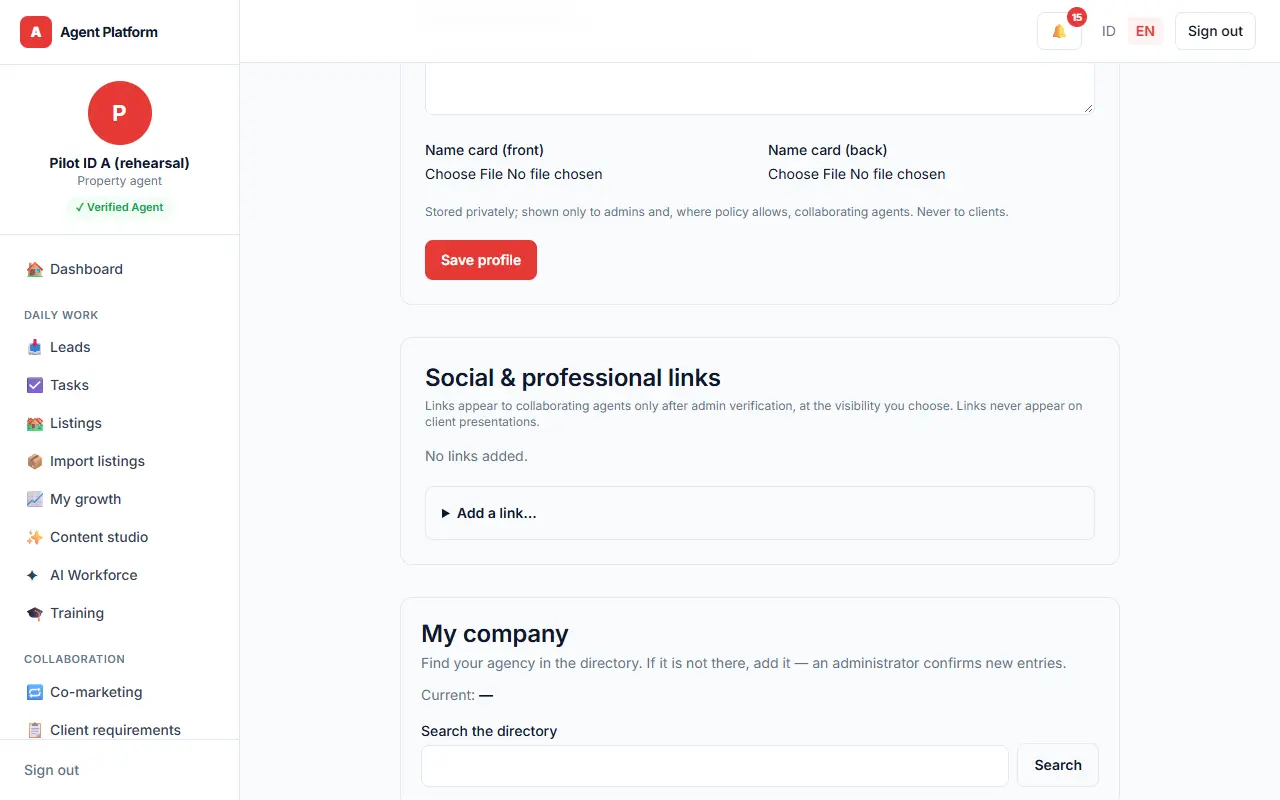 A Agent Platform
15
ID
EN
Sign out
P
Pilot ID A (rehearsal)
Property agent
✓ Verified Agent
Dashboard
DAILY WORK
Leads
Tasks
Listings
Import listings
My growth
Content studio
AI Workforce
Training
COLLABORATION
Co-marketing
Client requirements
Sign out
Name card (front)
Choose File No file chosen
Name card (back)
Choose File No file chosen
Stored privately; shown only to admins and, where policy allows, collaborating agents. Never to clients.
Save profile
Social & professional links
Links appear to collaborating agents only after admin verification, at the visibility you choose. Links never appear on
client presentations.
No links added.
Add a link…
My company
Find your agency in the directory. If it is not there, add it — an administrator confirms new entries.
Current: —
Search the directory
Search